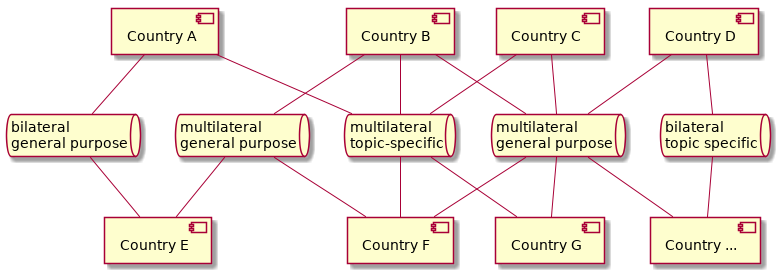 Country A
Country B
Country C
Country D
bilateral
general purpose
multilateral
general purpose
multilateral
topic-specific
multilateral
general purpose
bilateral
topic specific
Country E
Country F
Country G
Country ...